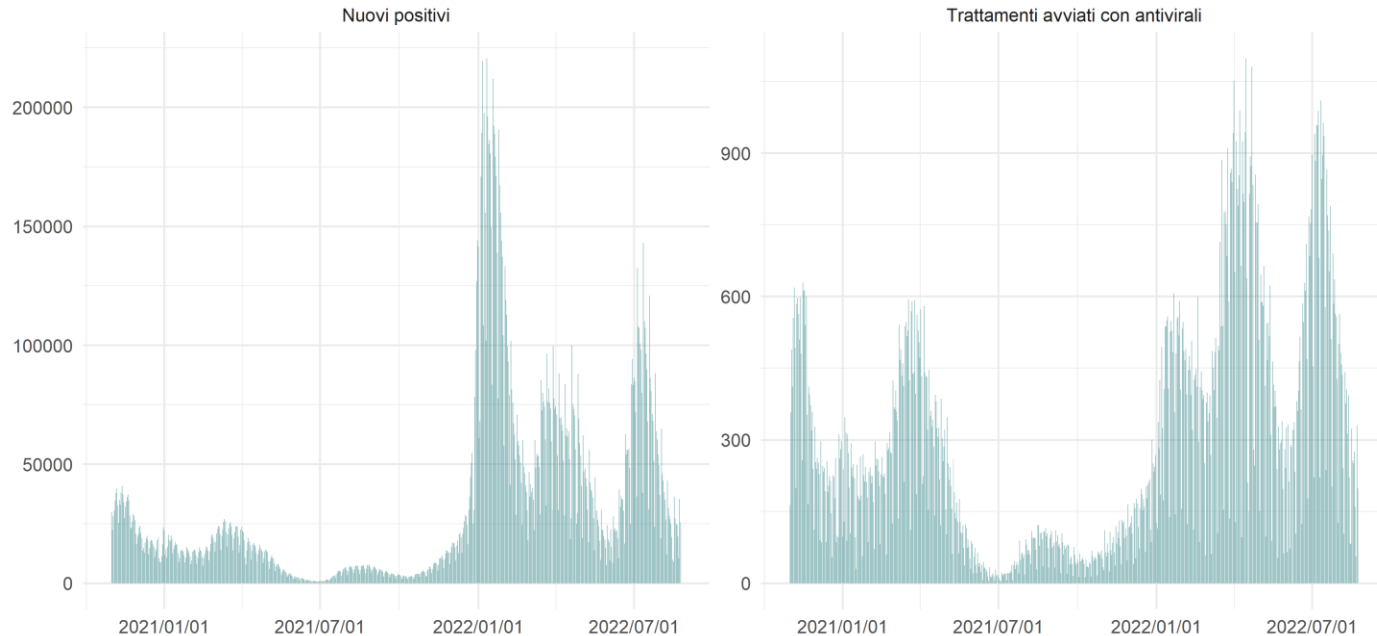 Nuovi positivi
200000
150000
100000
50000
0
2021/01/01 2021/07/01 2022/01/01 2022/07/01
Trattamenti avviati con antivirali
900
600
300
0
2021/01/01 2021/07/01 2022/01/01 2022/07/01